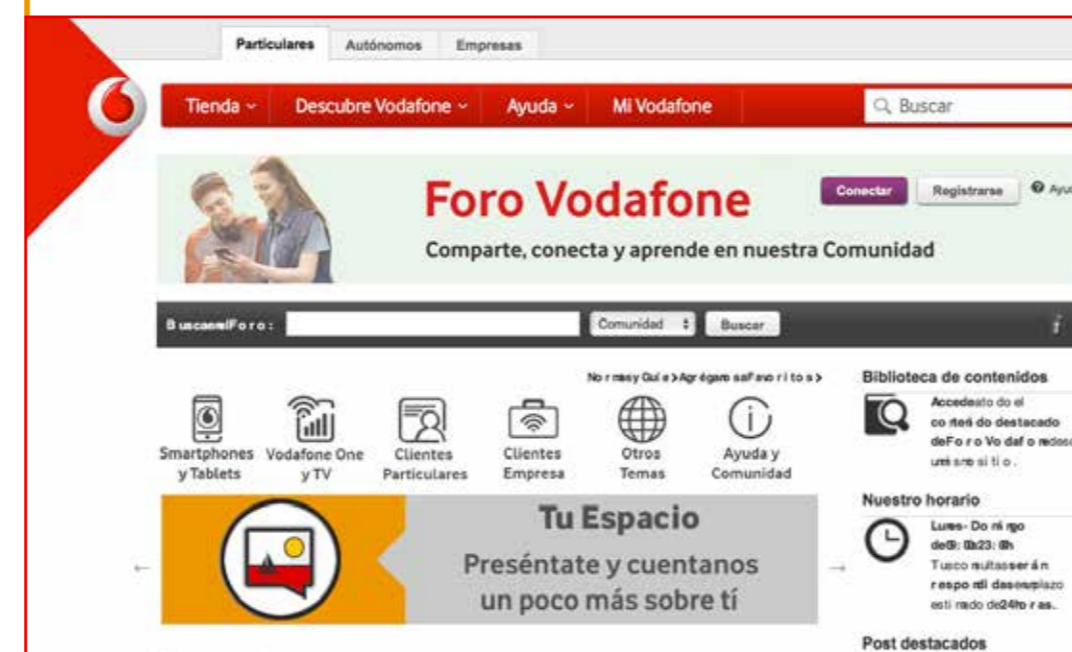 Particulares Autónomos Empresas
Tienda Descubre Vodafone Ayuda Mi Vodafone Buscar
Foro Vodafone
Conectar Registrarse
Comparte, conecta y aprende en nuestra Comunidad
Comunidad Buscar
Smartphones y Tablets
Vodafone One y TV
Clientes Particulares
Clientes Empresa
Otros Temas
Ayuda y Comunidad
Tu Espacio
Preséntate y cuentanos
un poco más sobre tí
Biblioteca de contenidos
destacado
Nuestro horario
Post destacados